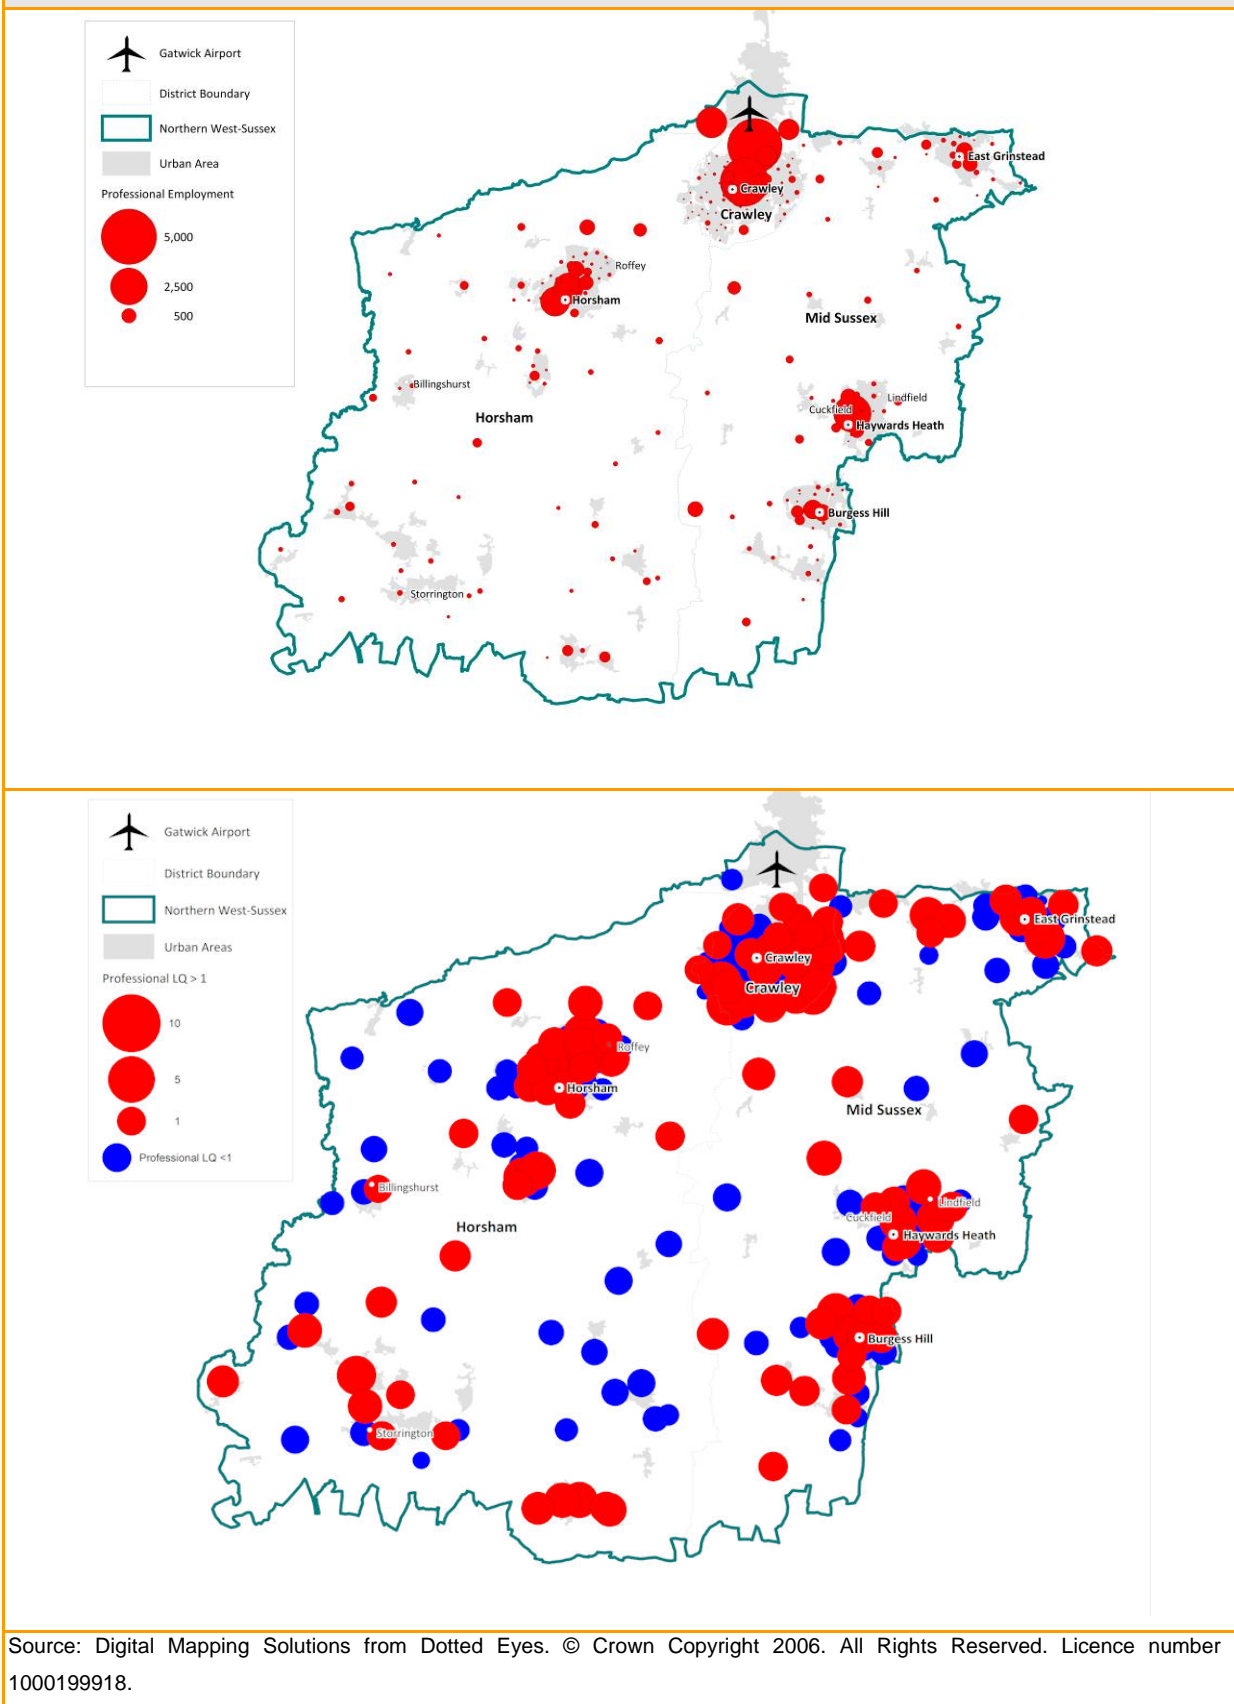 Gatwick Airport
District Boundary
Northern West-Sussex
Urban Area
Professional Employment
5,000
2,500
500
East Grinstead
Crawley
Crawley
Roffey
Horsham
Mid Sussex
Billingshurst
Lindfield
Cuckfield
Horsham
Haywards Heath
Burgess Hill
Storrington
Gatwick Airport
District Boundary
Northern West-Sussex
Urban Areas
Professional LQ > 1
10
5
1
Professional LQ <1
East Grinstead
Crawley
Crawley
Roffey
Horsham
Mid Sussex
Billingshurst
Lindfield
Cuckfield
Horsham
Haywards Heath
Burgess Hill
Storrington
Source: Digital Mapping Solutions from Dotted Eyes. © Crown Copyright 2006. All Rights Reserved. Licence number
1000199918.